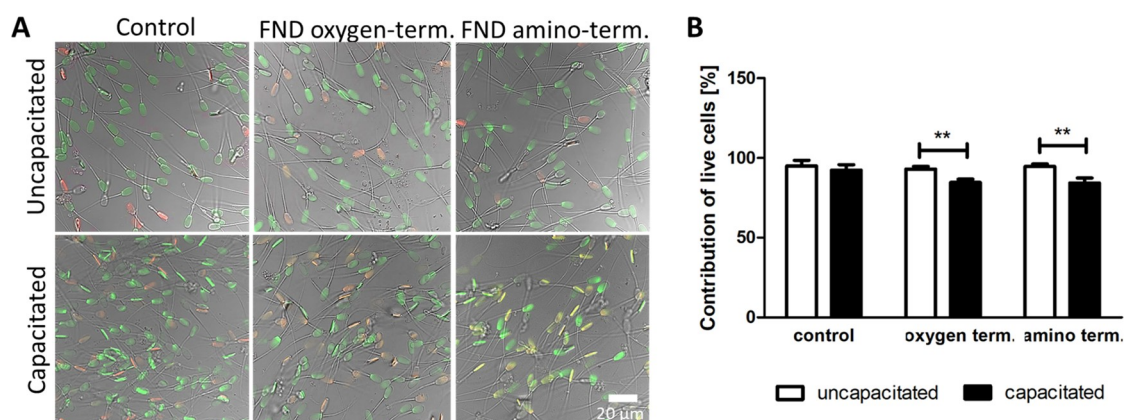 A
Control
FND oxygen-term.
FND amino-term.
Uncapacitated
Capacitated
20 µm
B
Contribution of live cells [%]
150
100
50
0
**
**
control
oxygen term.
amino term.
uncapacitated
capacitated